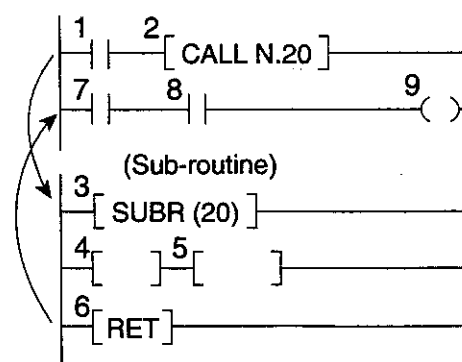 1 2 CALL N.20
7 8 9
(Sub-routine)
3 SUBR (20)
4 5
6 RET